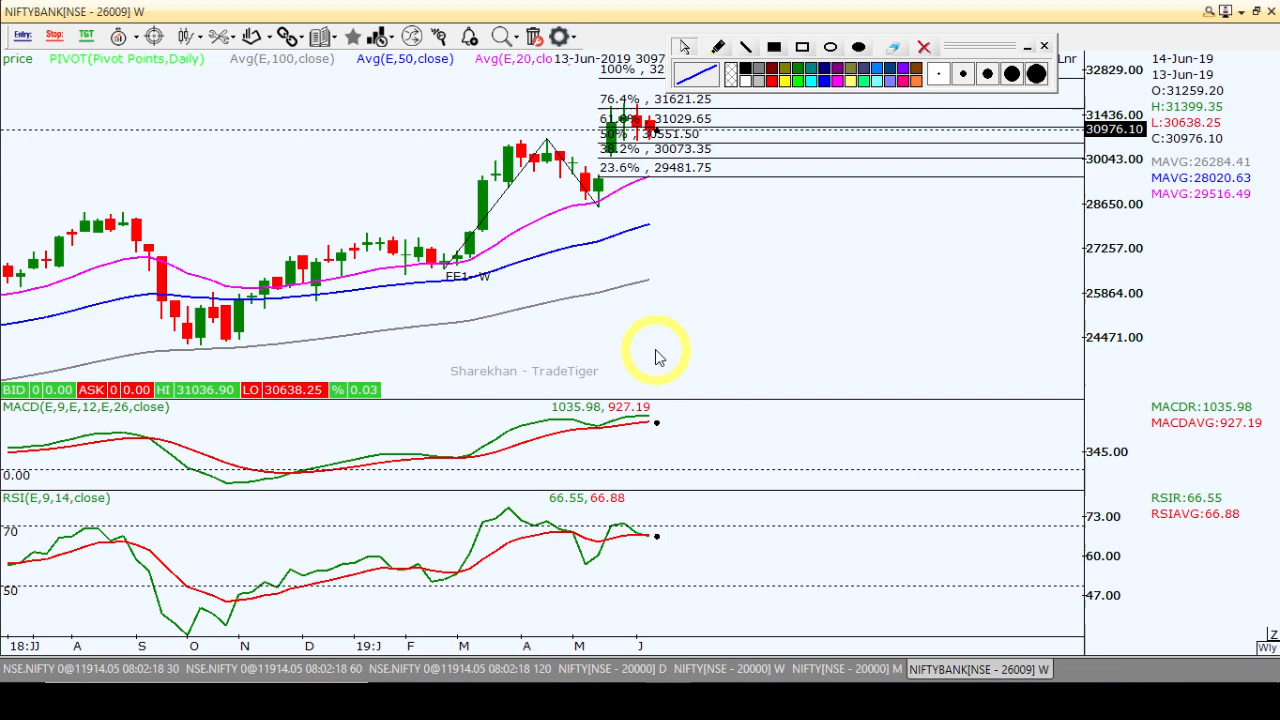 NIFTYBANK[NSE - 26009] W
Entry: Stop: TGT
price PIVOT(Pivot Points,Daily) Avg(E,100,close) Avg(E,50,close) Avg(E,20,clo 13-Jun-2019 3097 Lnr
100% , 32
76.4% , 31621.25
61.8% , 31029.65
50% , 30551.50
38.2% , 30073.35
23.6% , 29481.75
32829.00
31436.00
30976.10
30043.00
28650.00
27257.00
25864.00
24471.00
14-Jun-19
13-Jun-19
O:31259.20
H:31399.35
L:30638.25
C:30976.10
MAVG:26284.41
MAVG:28020.63
MAVG:29516.49
FE1- W
Sharekhan - TradeTiger
BID 0 0.00 ASK 0 0.00 HI 31036.90 LO 30638.25 % 0.03
MACD(E,9,E,12,E,26,close) 1035.98, 927.19
MACDR:1035.98
MACDAVG:927.19
345.00
0.00
RSI(E,9,14,close) 66.55, 66.88
RSIR:66.55
RSIAVG:66.88
73.00
70
60.00
50
47.00
18:JJ A S O N D 19:J F M A M J
Z
Wly
NSE.NIFTY 0@11914.05 08:02:18 30 NSE.NIFTY 0@11914.05 08:02:18 60 NSE.NIFTY 0@11914.05 08:02:18 120 NIFTY[NSE - 20000] D NIFTY[NSE - 20000] W NIFTY[NSE - 20000] M NIFTYBANK[NSE - 26009] W